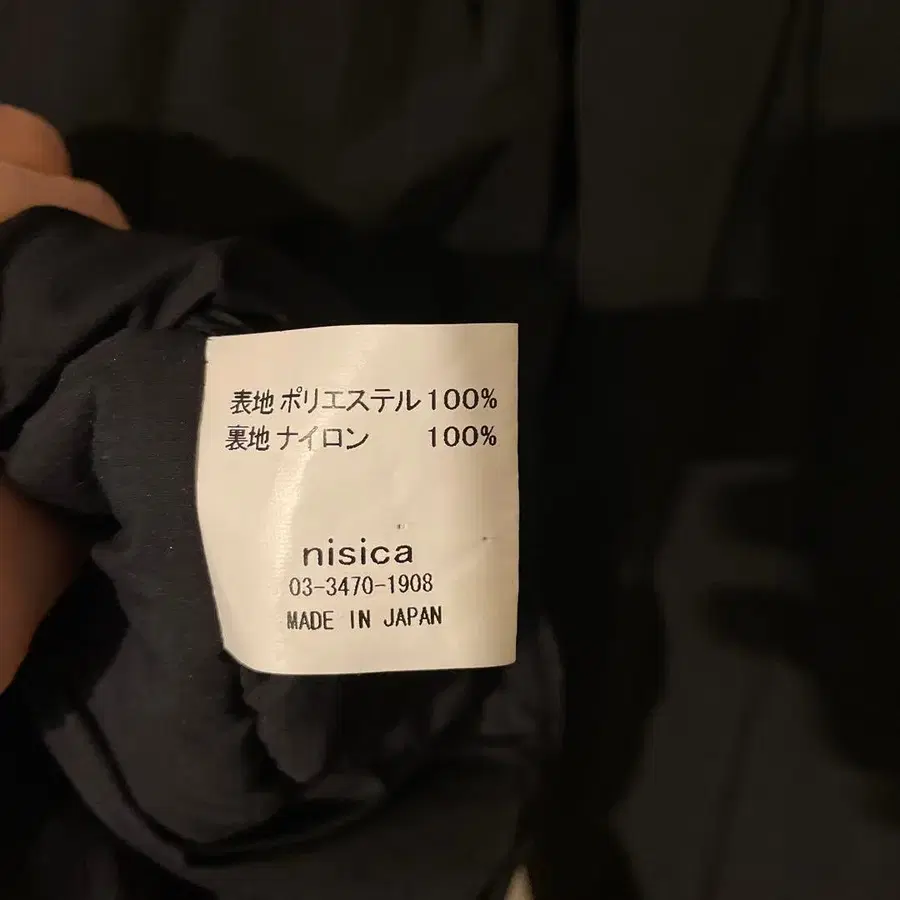 表地 ポリエステル 100%
裏地 ナイロン 100%
nisica
03-3470-1908
MADE IN JAPAN